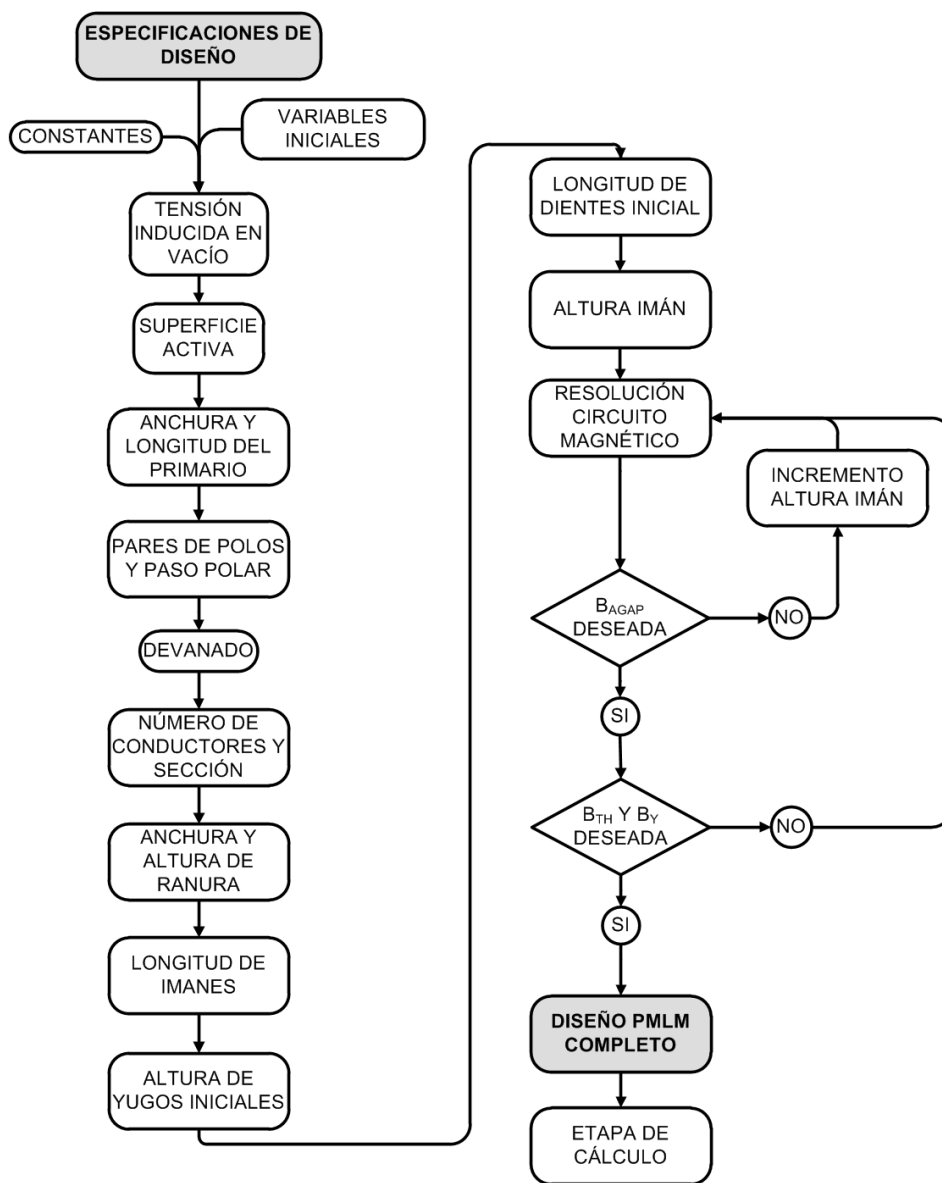 ESPECIFICACIONES DE
DISEÑO
CONSTANTES
VARIABLES
INICIALES
TENSIÓN
INDUCIDA EN
VACÍO
SUPERFICIE
ACTIVA
ANCHURA Y
LONGITUD DEL
PRIMARIO
PARES DE POLOS
Y PASO POLAR
DEVANADO
NÚMERO DE
CONDUCTORES Y
SECCIÓN
ANCHURA Y
ALTURA DE
RANURA
LONGITUD DE
IMANES
ALTURA DE
YUGOS INICIALES
LONGITUD DE
DIENTES INICIAL
ALTURA IMÁN
RESOLUCIÓN
CIRCUITO
MAGNÉTICO
INCREMENTO
ALTURA IMÁN
BAGAP
DESEADA
NO
SI
BTH Y BY
DESEADA
NO
SI
DISEÑO PMLM
COMPLETO
ETAPA DE
CÁLCULO